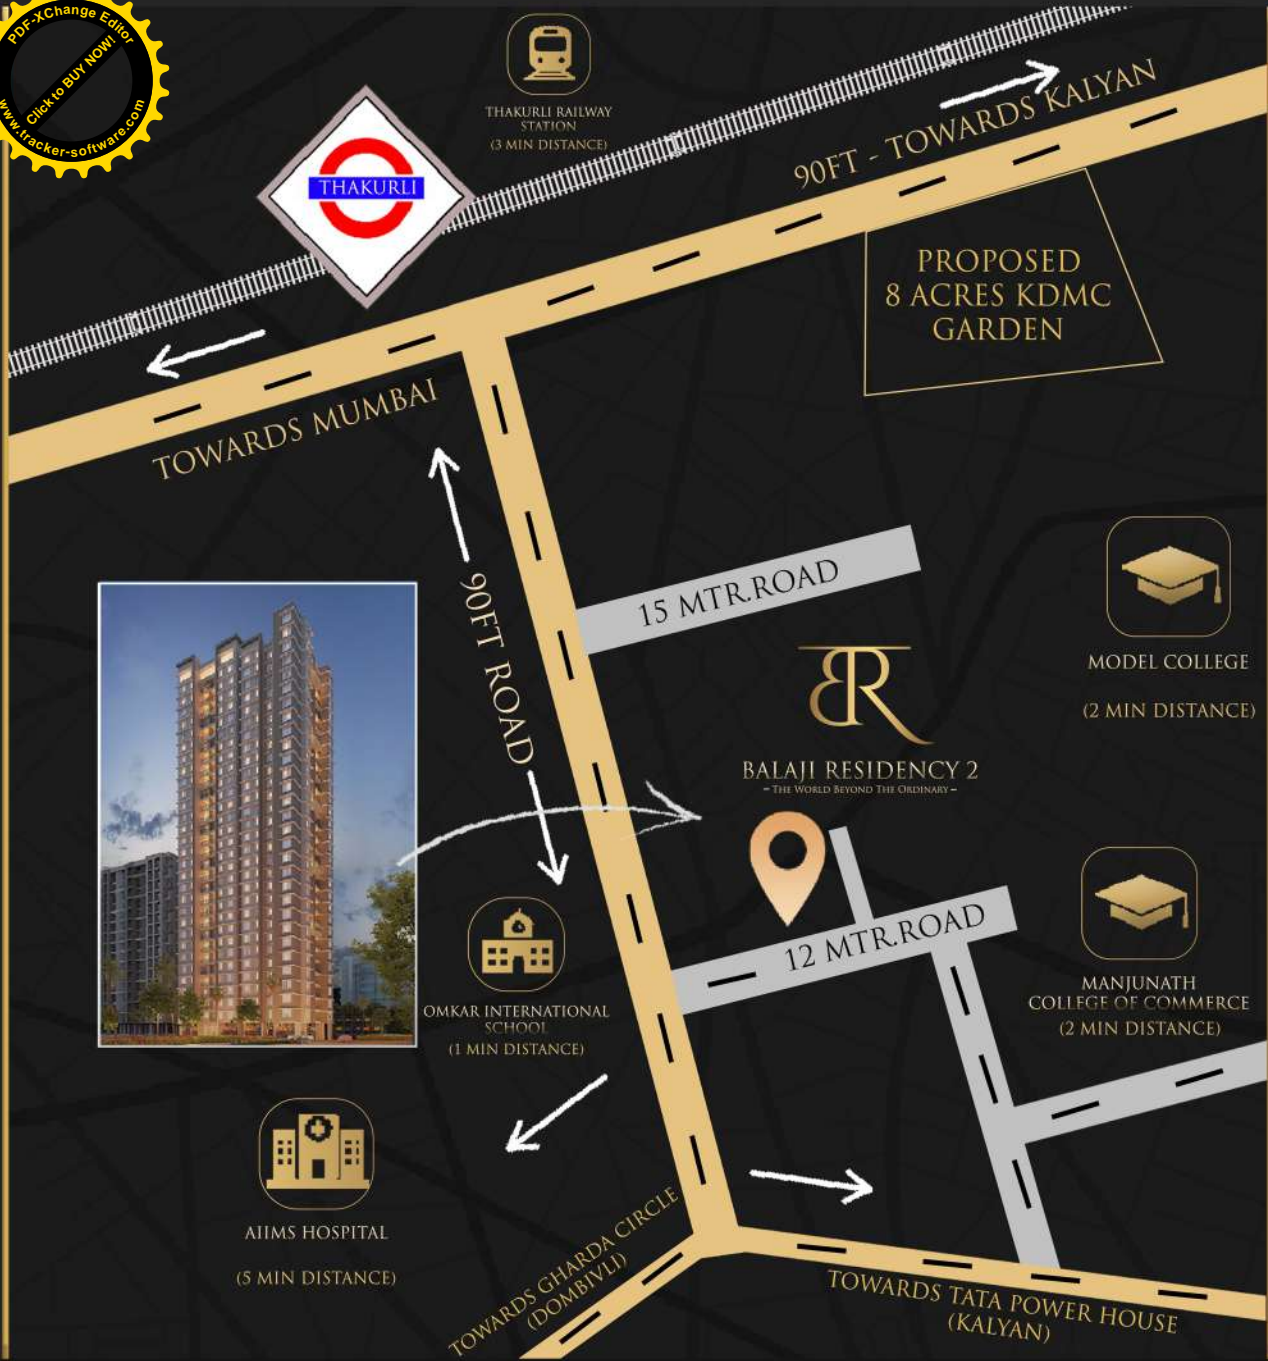 PDF-XChange Editor
Click to BUY NOW!
www.tracker-software.com
THAKURLI RAILWAY
STATION
(3 MIN DISTANCE)
THAKURLI
90FT - TOWARDS KALYAN
PROPOSED
8 ACRES KDMC
GARDEN
TOWARDS MUMBAI
90FT ROAD
15 MTR.ROAD
MODEL COLLEGE
(2 MIN DISTANCE)
BR
BALAJI RESIDENCY 2
- THE WORLD BEYOND THE ORDINARY -
12 MTR.ROAD
MANJUNATH
COLLEGE OF COMMERCE
(2 MIN DISTANCE)
OMKAR INTERNATIONAL
SCHOOL
(1 MIN DISTANCE)
AIIMS HOSPITAL
(5 MIN DISTANCE)
TOWARDS GHARDA CIRCLE
(DOMBIVLI)
TOWARDS TATA POWER HOUSE
(KALYAN)